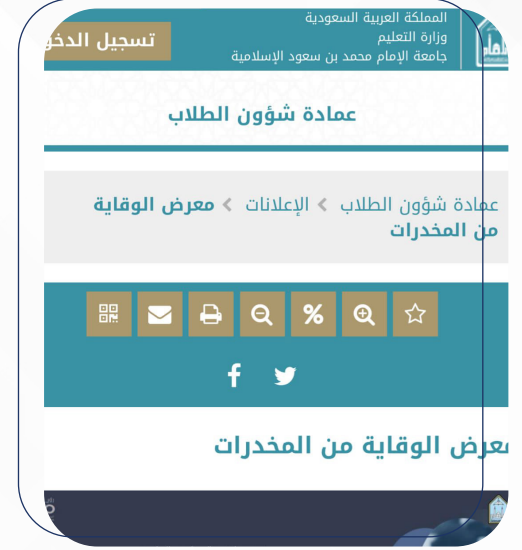 المملكة العربية السعودية
وزارة التعليم
جامعة الإمام محمد بن سعود الإسلامية
تسجيل الدخو
عمادة شؤون الطلاب
عمادة شؤون الطلاب > الإعلانات > معرض الوقاية
من المخدرات
%
معرض الوقاية من المخدرات